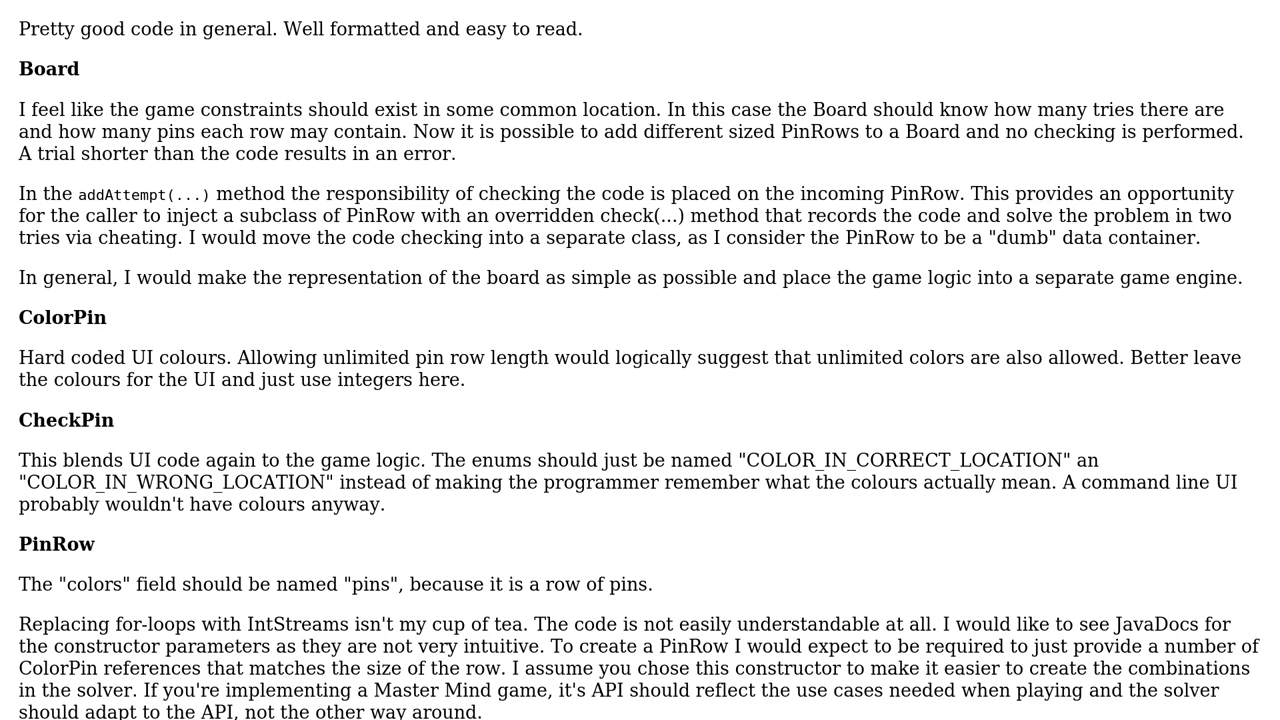 Pretty good code in general. Well formatted and easy to read.
Board
I feel like the game constraints should exist in some common location. In this case the Board should know how many tries there are
and how many pins each row may contain. Now it is possible to add different sized PinRows to a Board and no checking is performed.
A trial shorter than the code results in an error.
In the addAttempt(...) method the responsibility of checking the code is placed on the incoming PinRow. This provides an opportunity
for the caller to inject a subclass of PinRow with an overridden check(...) method that records the code and solve the problem in two
tries via cheating. I would move the code checking into a separate class, as I consider the PinRow to be a "dumb" data container.
In general, I would make the representation of the board as simple as possible and place the game logic into a separate game engine.
ColorPin
Hard coded UI colours. Allowing unlimited pin row length would logically suggest that unlimited colors are also allowed. Better leave
the colours for the UI and just use integers here.
CheckPin
This blends UI code again to the game logic. The enums should just be named "COLOR_IN_CORRECT_LOCATION" an
"COLOR_IN_WRONG_LOCATION" instead of making the programmer remember what the colours actually mean. A command line UI
probably wouldn't have colours anyway.
PinRow
The "colors" field should be named "pins", because it is a row of pins.
Replacing for-loops with IntStreams isn't my cup of tea. The code is not easily understandable at all. I would like to see JavaDocs for
the constructor parameters as they are not very intuitive. To create a PinRow I would expect to be required to just provide a number of
ColorPin references that matches the size of the row. I assume you chose this constructor to make it easier to create the combinations
in the solver. If you're implementing a Master Mind game, it's API should reflect the use cases needed when playing and the solver
should adapt to the API, not the other way around.